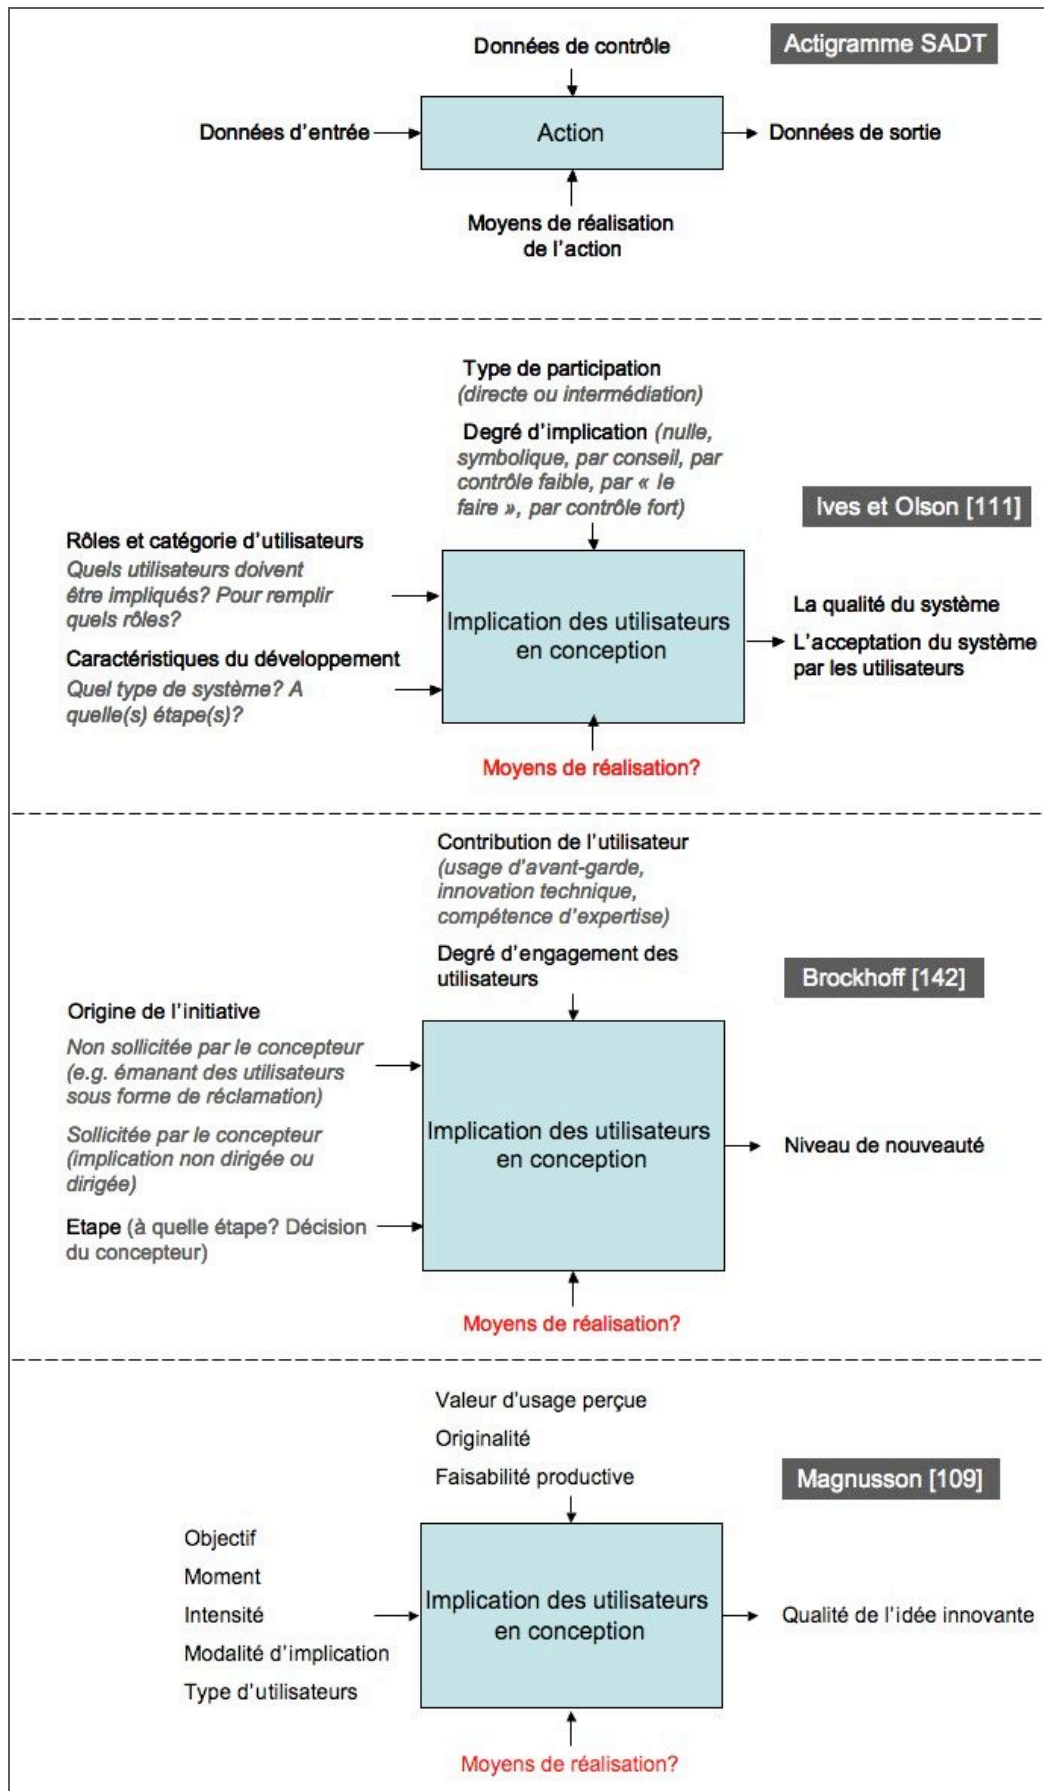 Données de contrôle
Actigramme SADT
Données d'entrée
Action
Données de sortie
Moyens de réalisation
de l'action
Type de participation
(directe ou intermédiation)
Degré d'implication (nulle,
symbolique, par conseil, par
contrôle faible, par « le
faire », par contrôle fort)
Ives et Olson [111]
Rôles et catégorie d'utilisateurs
Quels utilisateurs doivent
être impliqués? Pour remplir
quels rôles?
Caractéristiques du développement
Quel type de système? A
quelle(s) étape(s)?
Implication des utilisateurs
en conception
La qualité du système
L'acceptation du système
par les utilisateurs
Moyens de réalisation?
Contribution de l'utilisateur
(usage d'avant-garde,
innovation technique,
compétence d'expertise)
Degré d'engagement des
utilisateurs
Brockhoff [142]
Origine de l'initiative
Non sollicitée par le concepteur
(e.g. émanant des utilisateurs
sous forme de réclamation)
Sollicitée par le concepteur
(implication non dirigée ou
dirigée)
Etape (à quelle étape? Décision
du concepteur)
Implication des utilisateurs
en conception
Niveau de nouveauté
Moyens de réalisation?
Valeur d'usage perçue
Originalité
Faisabilité productive
Magnusson [109]
Objectif
Moment
Intensité
Modalité d'implication
Type d'utilisateurs
Implication des utilisateurs
en conception
Qualité de l'idée innovante
Moyens de réalisation?